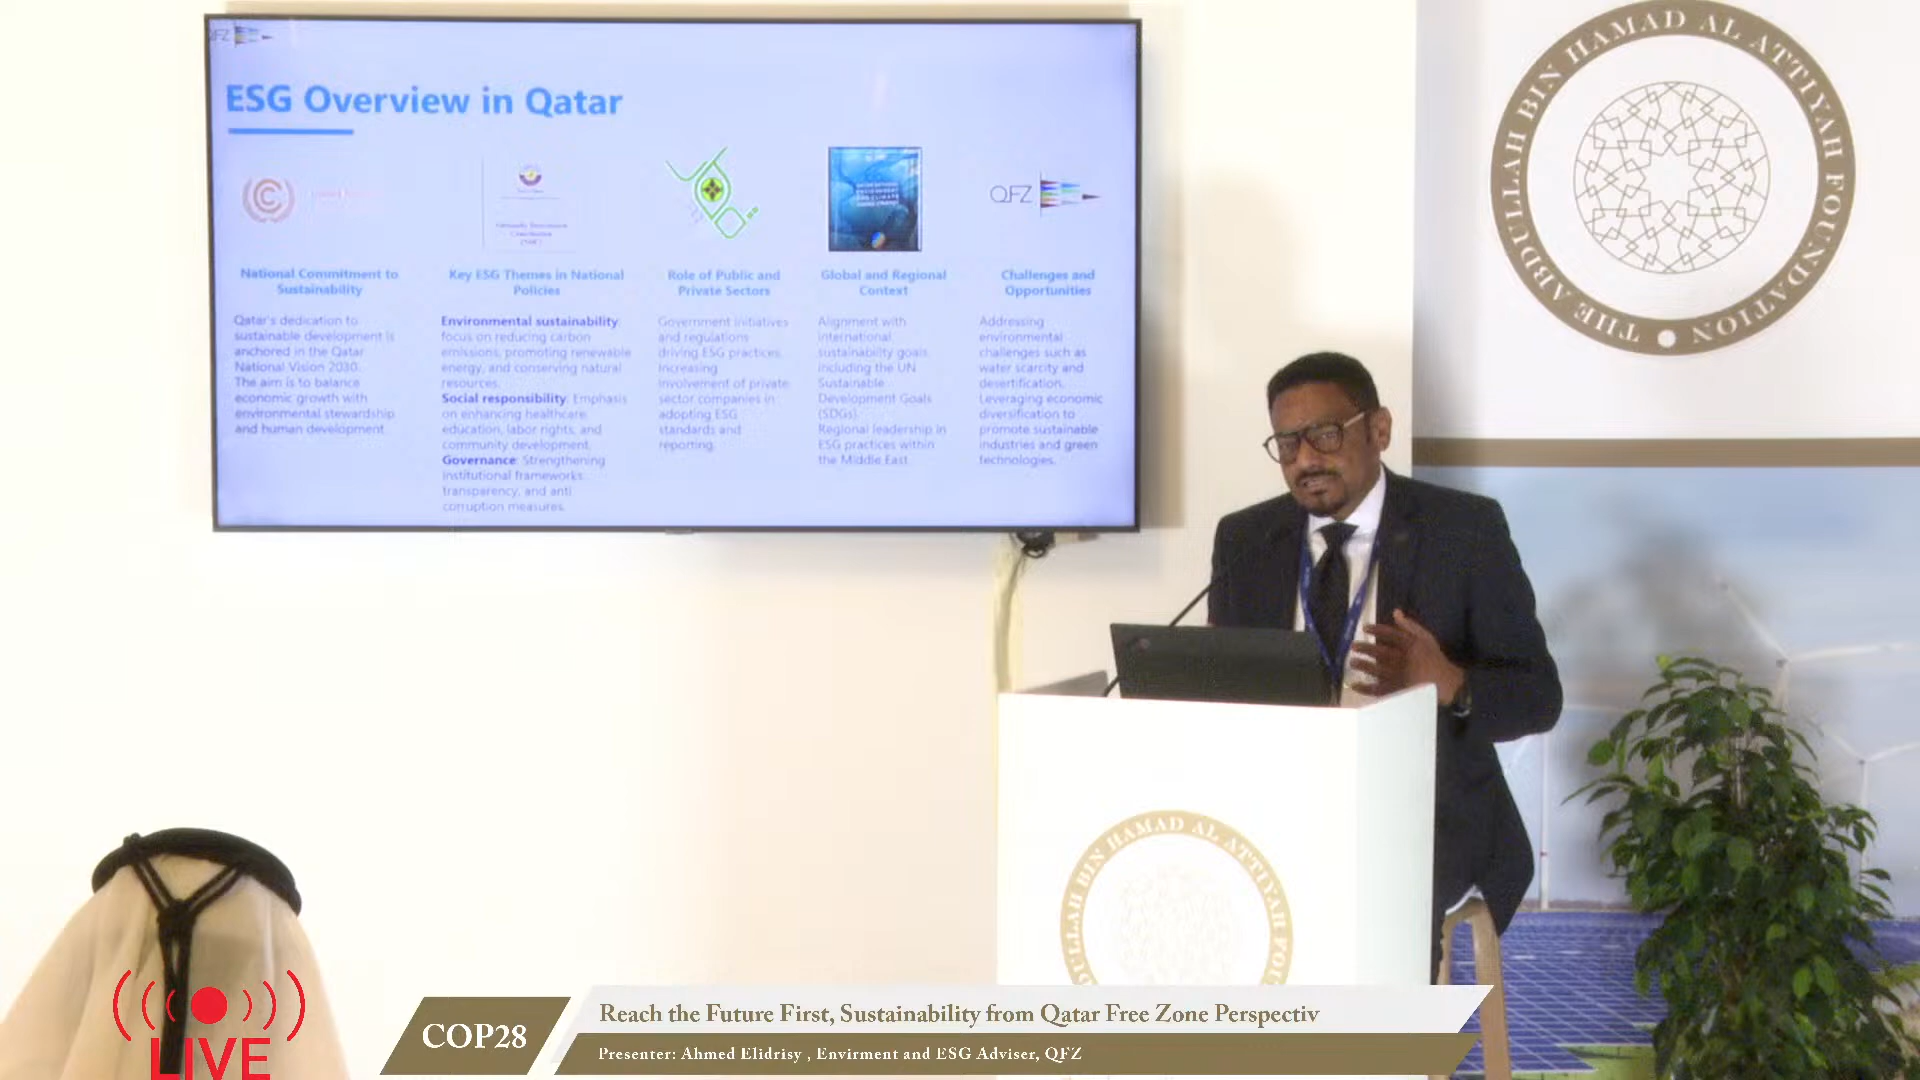 QFZ
ESG Overview in Qatar
QFZ
National Commitment to
Sustainability
Qatar's dedication to
sustainable development is
anchored in the Qatar
National Vision 2030.
The aim is to balance
economic growth with
environmental stewardship
and human development.
Key ESG Themes in National
Policies
Environmental sustainability:
focus on reducing carbon
emissions, promoting renewable
energy, and conserving natural
resources.
Social responsibility: Emphasis
on enhancing healthcare,
education, labor rights, and
community development.
Governance: Strengthening
institutional frameworks,
transparency, and anti
corruption measures.
Role of Public and
Private Sectors
Government initiatives
and regulations
driving ESG practices.
Increasing
involvement of private
sector companies in
adopting ESG
standards and
reporting.
Global and Regional
Context
Alignment with
international
sustainability goals,
including the UN
Sustainable
Development Goals
(SDGs).
Regional leadership in
ESG practices within
the Middle East.
Challenges and
Opportunities
Addressing
environmental
challenges such as
water scarcity and
desertification.
Leveraging economic
diversification to
promote sustainable
industries and green
technologies.
THE ABDULLAH BIN HAMAD AL ATTIYAH FOUNDATION
DULLAH BIN HAMAD AL ATTIYAH FOU
LIVE
COP28
Reach the Future First, Sustainability from Qatar Free Zone Perspectiv
Presenter: Ahmed Elidrisy , Envirment and ESG Adviser, QFZ